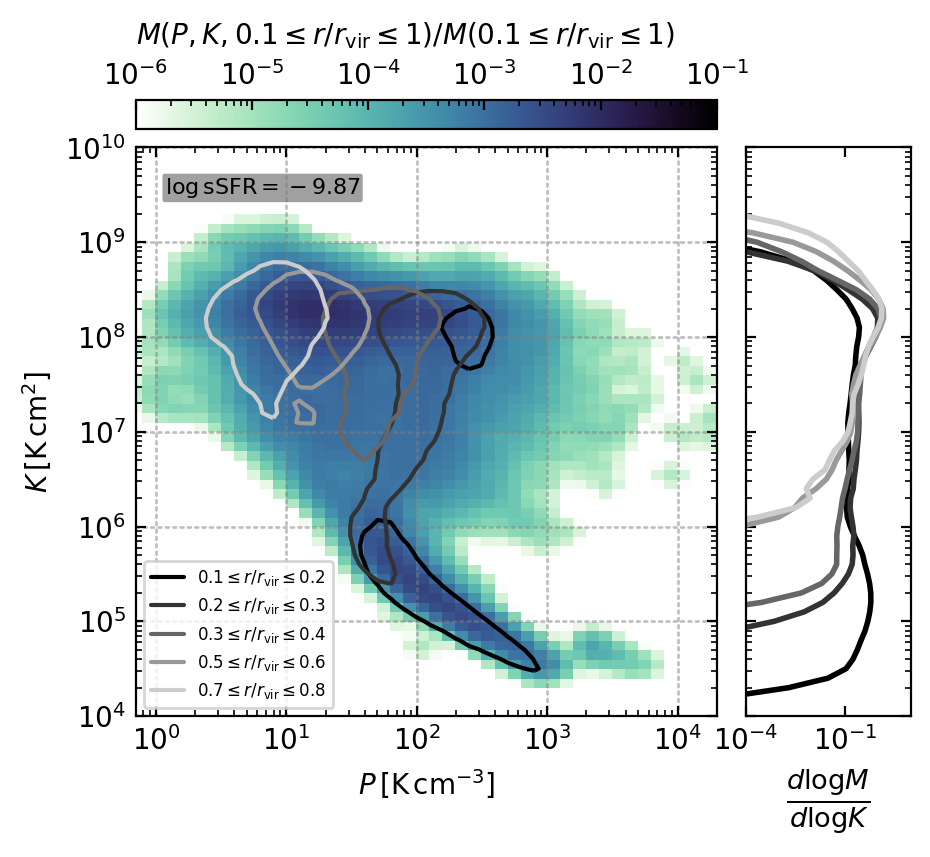 M(P, K, 0.1 ≤ r/r_vir ≤ 1)/M(0.1 ≤ r/r_vir ≤ 1)
10^−6 10^−5 10^−4 10^−3 10^−2 10^−1
log sSFR = − 9.87
10^10
10^9
10^8
10^7
10^6
10^5
10^4
K [K cm^2]
0.1 ≤ r/r_vir ≤ 0.2
0.2 ≤ r/r_vir ≤ 0.3
0.3 ≤ r/r_vir ≤ 0.4
0.5 ≤ r/r_vir ≤ 0.6
0.7 ≤ r/r_vir ≤ 0.8
10^0 10^1 10^2 10^3 10^4
P [K cm^−3]
10^−4 10^−1
dlogM
dlogK